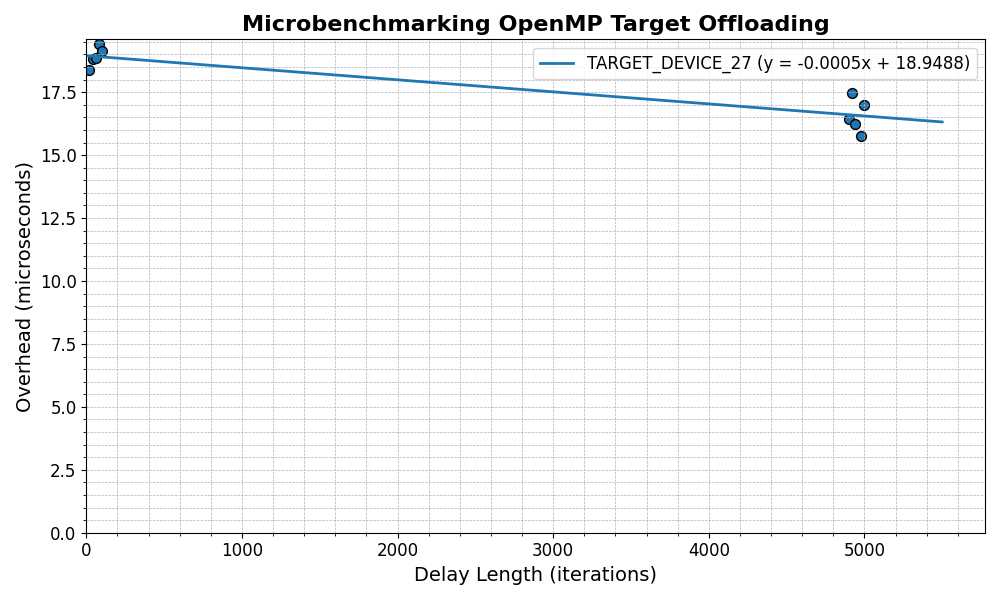 Microbenchmarking OpenMP Target Offloading
TARGET_DEVICE_27 (y = -0.0005x + 18.9488)
17.5
15.0
12.5
10.0
7.5
5.0
2.5
0.0
Overhead (microseconds)
0 1000 2000 3000 4000 5000
Delay Length (iterations)